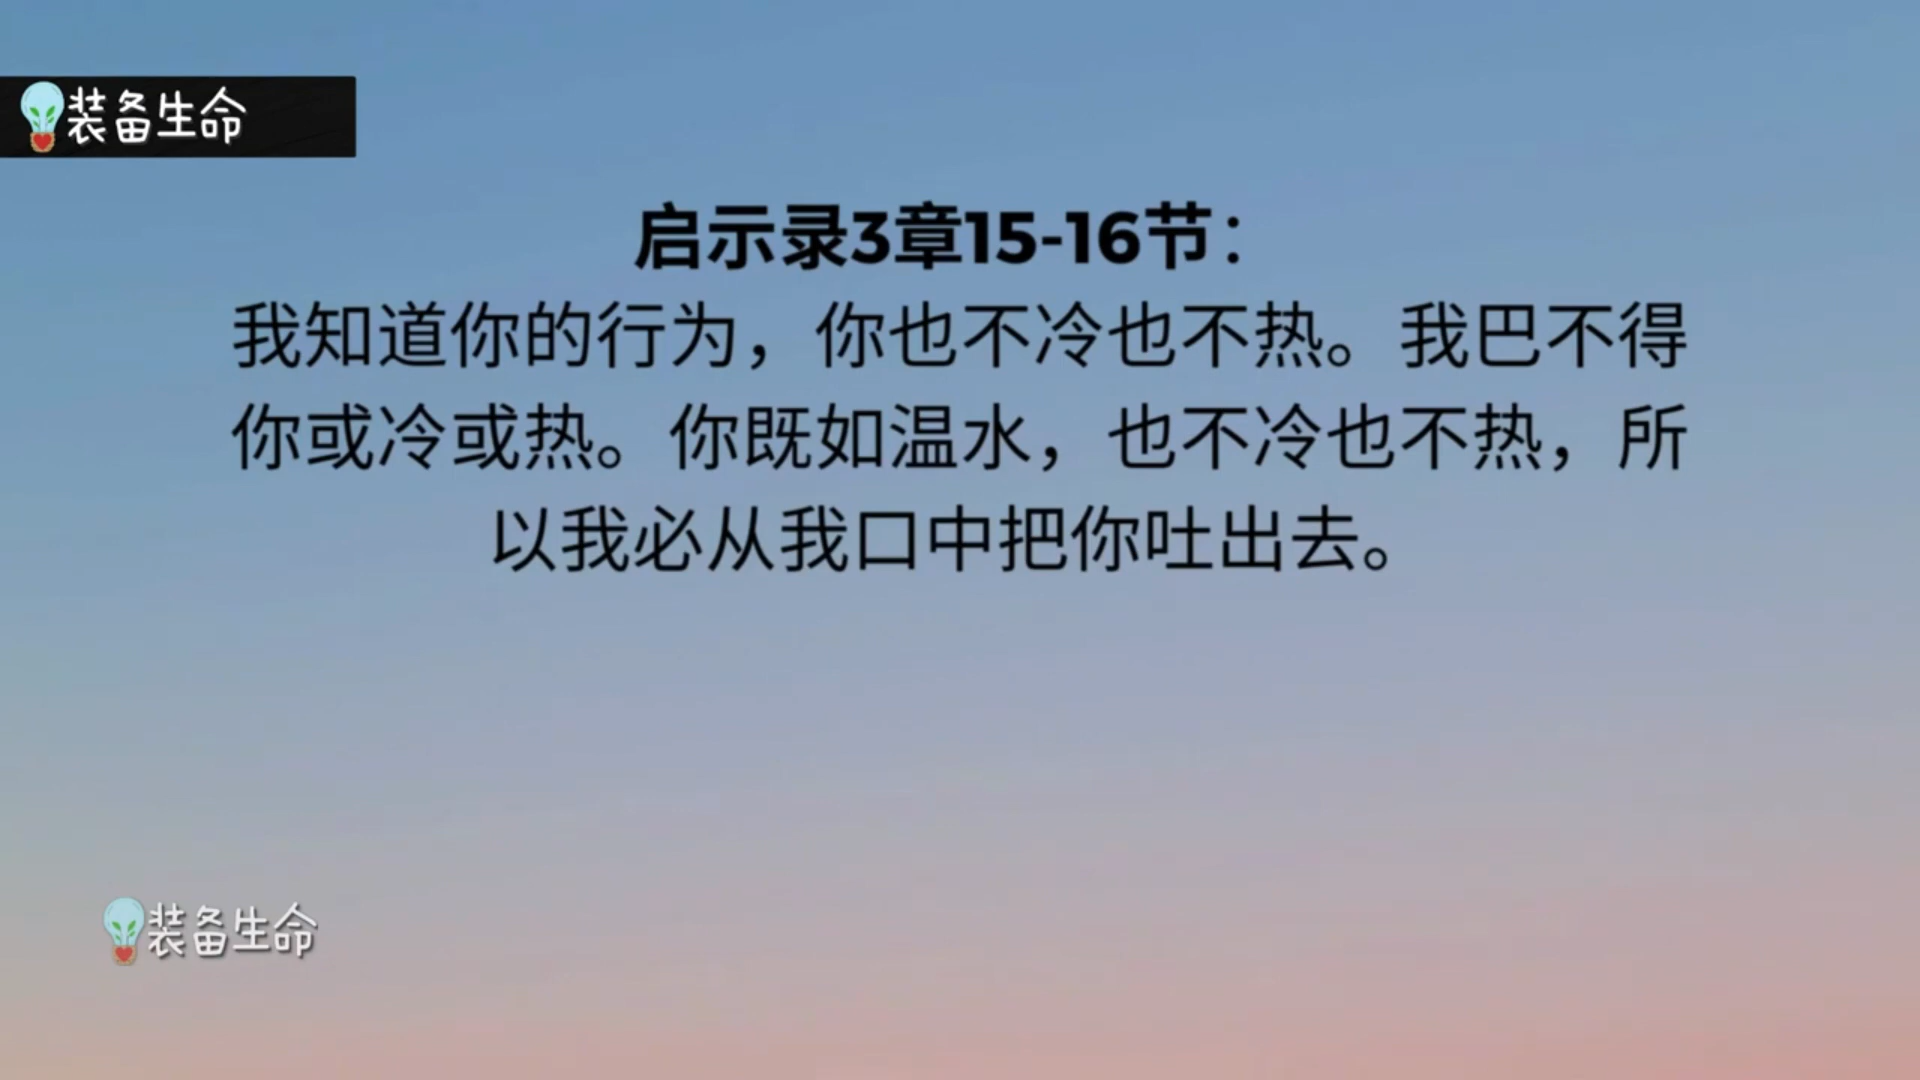 装备生命
启示录3章15-16节：
我知道你的行为，你也不冷也不热。我巴不得
你或冷或热。你既如温水，也不冷也不热，所
以我必从我口中把你吐出去。
装备生命